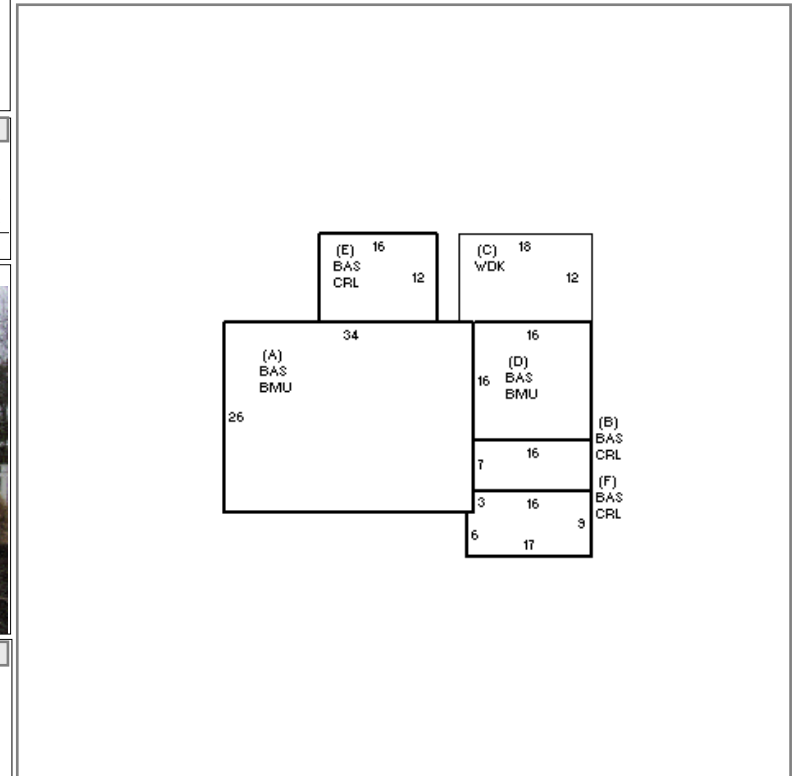 (E) 16
BAS
CRL
12
(C) 18
WDK
12
34
(A)
BAS
BMU
26
16
(D)
16 BAS
BMU
(B)
BAS
CRL
16
7
(F)
BAS
CRL
3 16
9
6
17